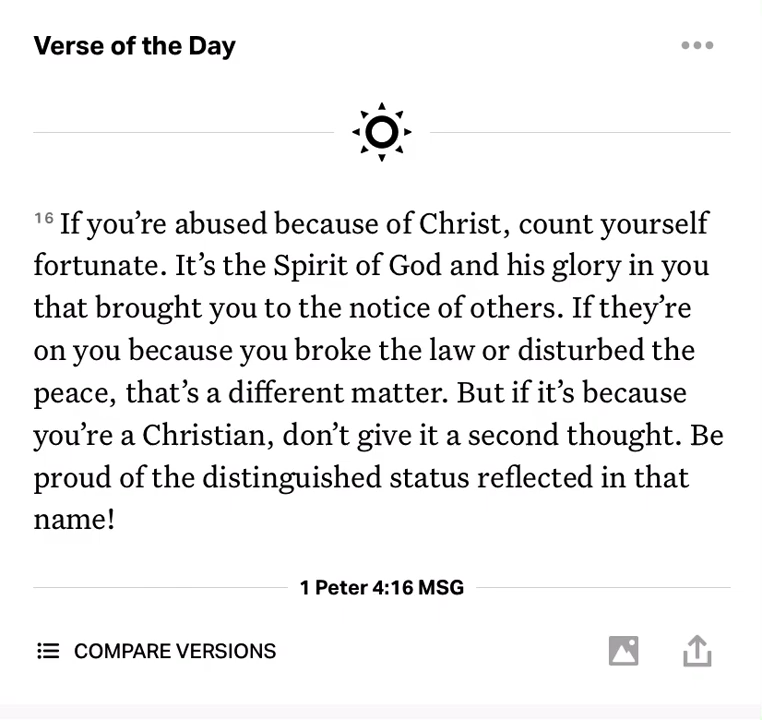 Verse of the Day
16 If you’re abused because of Christ, count yourself
fortunate. It’s the Spirit of God and his glory in you
that brought you to the notice of others. If they’re
on you because you broke the law or disturbed the
peace, that’s a different matter. But if it’s because
you’re a Christian, don’t give it a second thought. Be
proud of the distinguished status reflected in that
name!
1 Peter 4:16 MSG
COMPARE VERSIONS